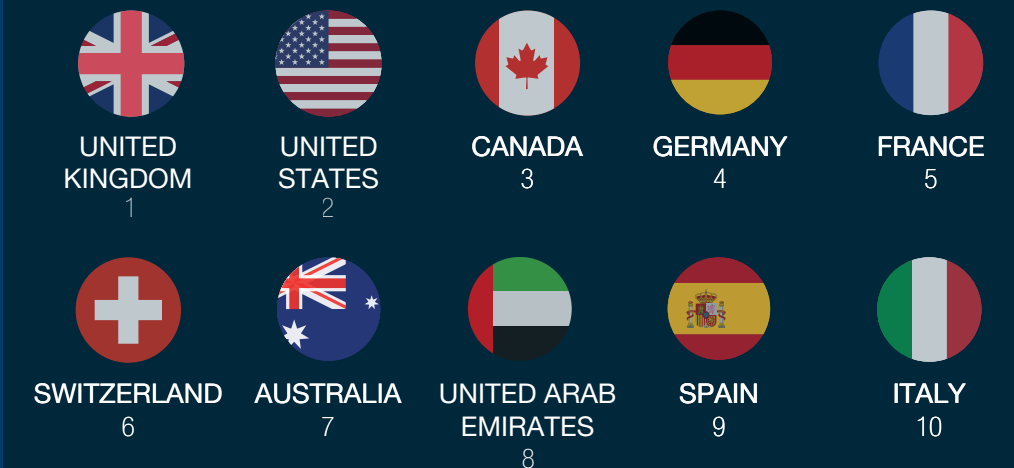 UNITED
KINGDOM
1
UNITED
STATES
2
CANADA
3
GERMANY
4
FRANCE
5
SWITZERLAND
6
AUSTRALIA
7
UNITED ARAB
EMIRATES
8
SPAIN
9
ITALY
10